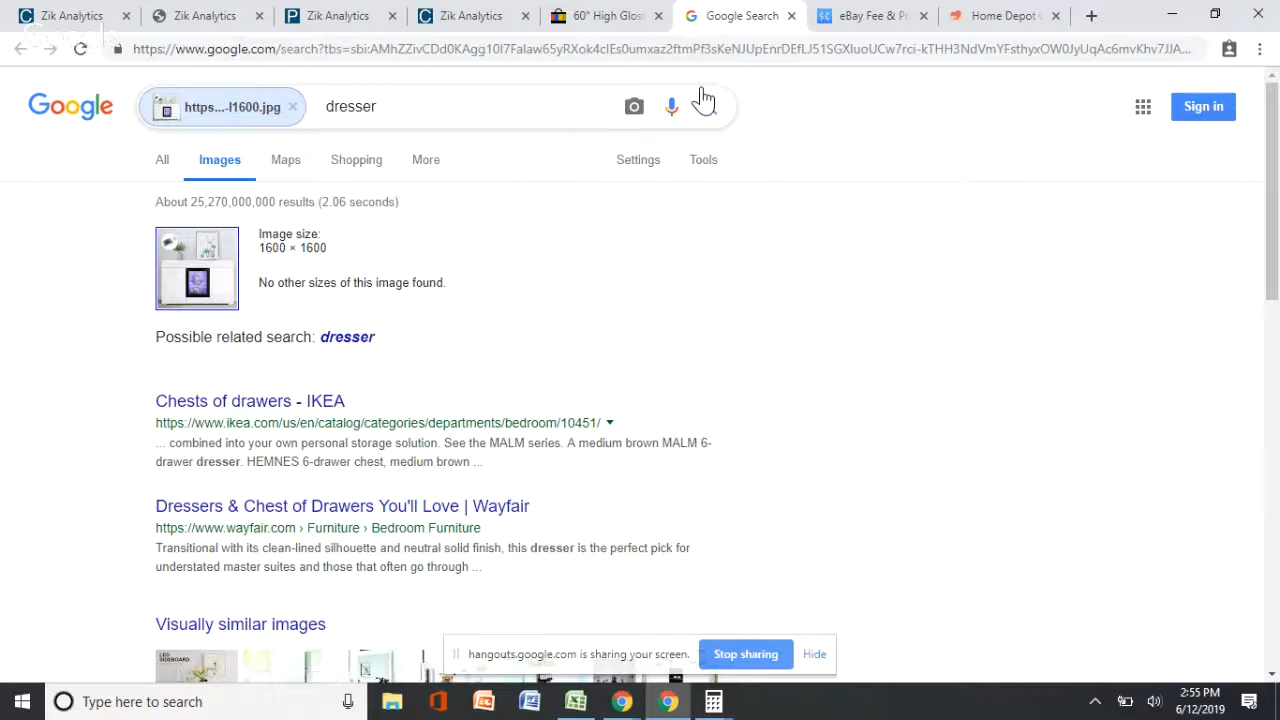 Zik Analytics
Zik Analytics
Zik Analytics
Zik Analytics
60" High Glos
Google Search
eBay Fee & Pr
Home Depot
https://www.google.com/search?tbs=sbi:AMhZZivCDd0KAgg10I7Falaw65yRXok4clEs0umxaz2ftmPf3sKeNJUpEnrDEfLJ51SGXIuoUCw7rci-kTHH3NdVmYFsthyxOW0JyUqAc6mvKhv7JJA...
Google
https...-l1600.jpg
dresser
Sign in
All
Images
Maps
Shopping
More
Settings
Tools
About 25,270,000,000 results (2.06 seconds)
Image size:
1600 × 1600
No other sizes of this image found.
Possible related search: dresser
Chests of drawers - IKEA
https://www.ikea.com/us/en/catalog/categories/departments/bedroom/10451/
... combined into your own personal storage solution. See the MALM series. A medium brown MALM 6-
drawer dresser. HEMNES 6-drawer chest, medium brown ...
Dressers & Chest of Drawers You'll Love | Wayfair
https://www.wayfair.com › Furniture › Bedroom Furniture
Transitional with its clean-lined silhouette and neutral solid finish, this dresser is the perfect pick for
understated master suites and those that often go through ...
Visually similar images
LED
SIDEBOARD
hangouts.google.com is sharing your screen.
Stop sharing
Hide
Type here to search
2:55 PM
6/12/2019